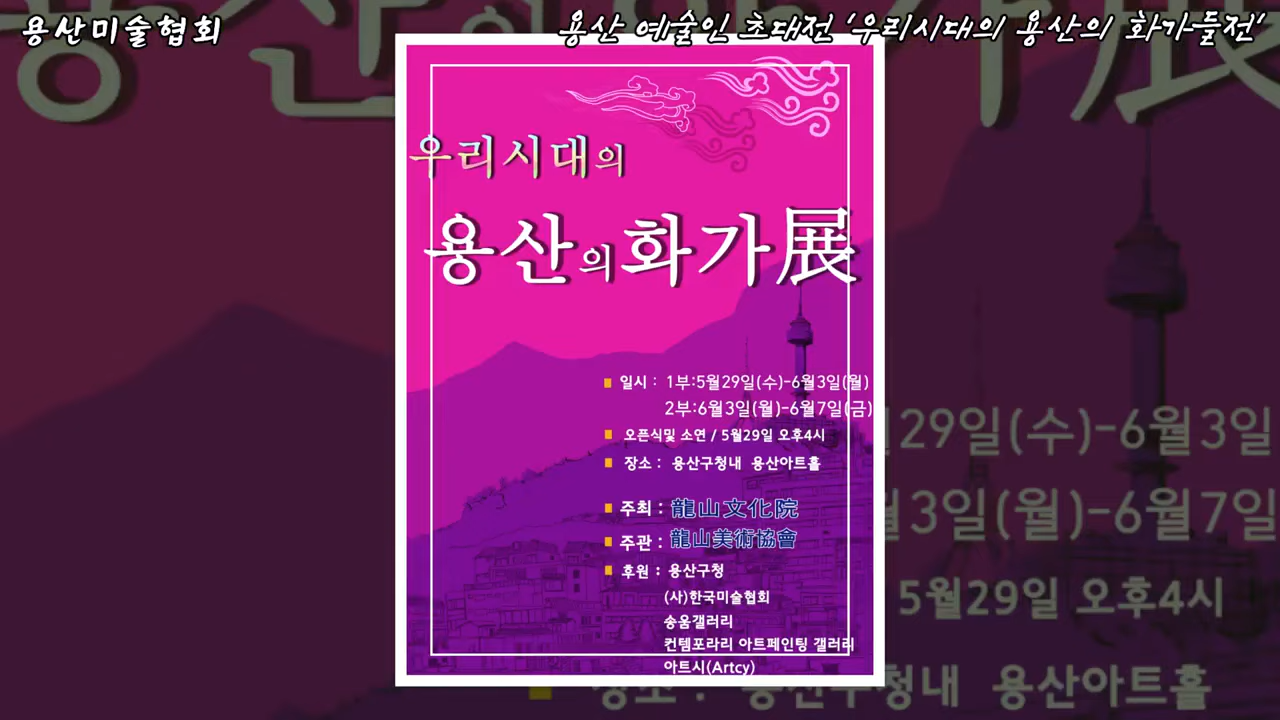 용산미술협회
용산 예술인 초대전 '우리시대의 용산의 화가들전'
우리시대의
용산의화가展
일시 : 1부:5월29일(수)-6월3일(월)
2부:6월3일(월)-6월7일(금)
오픈식및 소연 / 5월29일 오후4시
장소 : 용산구청내 용산아트홀
주최 : 龍山文化院
주관 : 龍山美術協會
후원 : 용산구청
(사)한국미술협회
송움갤러리
컨템포라리 아트페인팅 갤러리
아트시(Artcy)